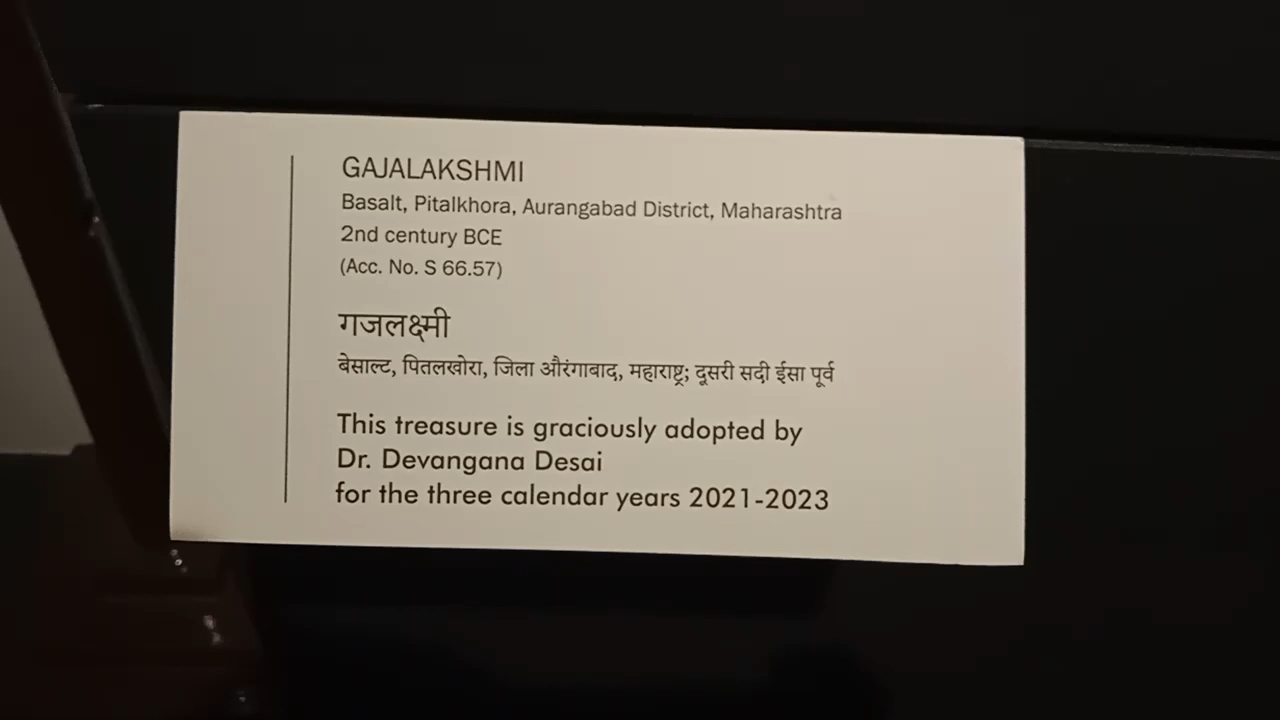 GAJALAKSHMI
Basalt, Pitalkhora, Aurangabad District, Maharashtra
2nd century BCE
(Acc. No. S 66.57)
गजलक्ष्मी
बेसाल्ट, पितलखोरा, जिला औरंगाबाद, महाराष्ट्र; दूसरी सदी ईसा पूर्व
This treasure is graciously adopted by
Dr. Devangana Desai
for the three calendar years 2021-2023